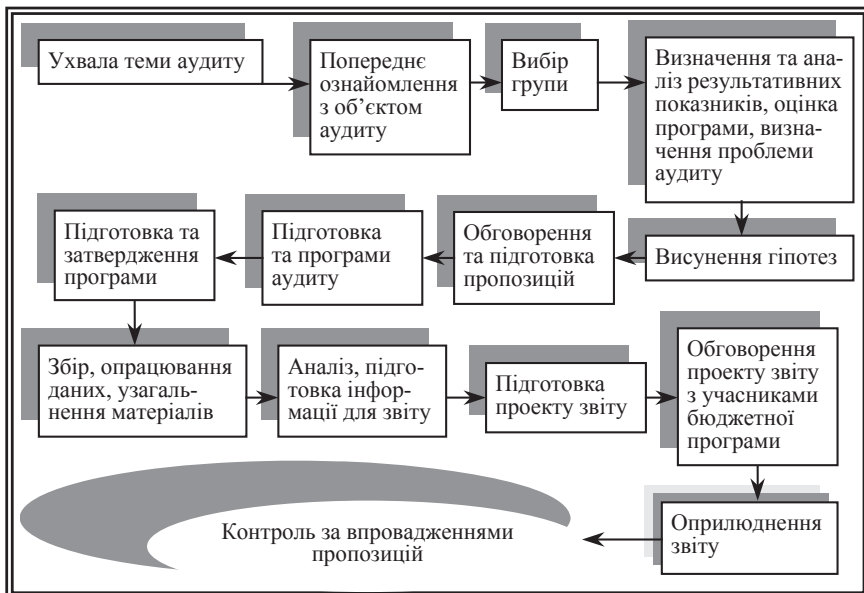 Ухвала теми аудиту
Попереднє
ознайомлення
з об’єктом
аудиту
Вибір
групи
Визначення та ана-
ліз результативних
показників, оцінка
програми, визна-
чення проблеми
аудиту
Висунення гіпотез
Обговорення
та підготовка
пропозицій
Підготовка
та програми
аудиту
Підготовка та
затвердження
програми
Збір, опрацювання
даних, узагаль-
нення матеріалів
Аналіз, підго-
товка інфор-
мації для звіту
Підготовка
проекту звіту
Обговорення
проекту звіту
з учасниками
бюджетної
програми
Оприлюднення
звіту
Контроль за впровадженнями
пропозицій